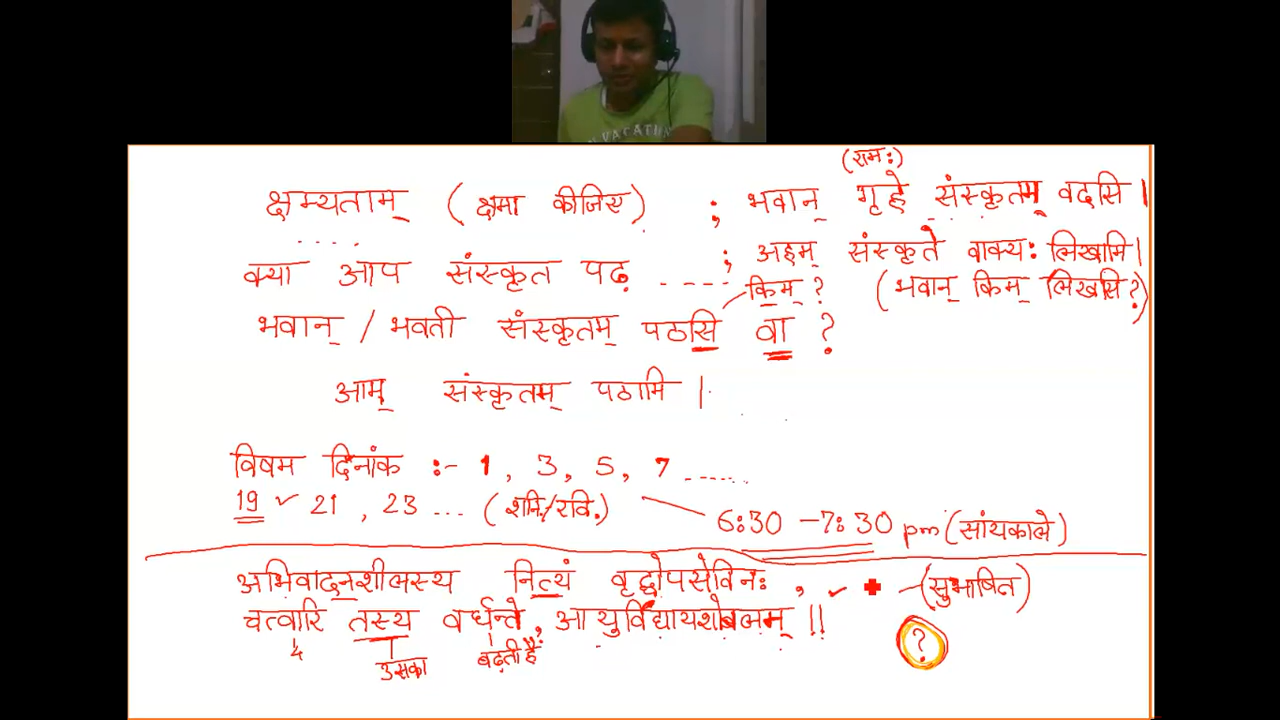 VACATI
(रामः)
क्षम्यताम् ( क्षमा कीजिए ) ; भवान् गृहे संस्कृतम् वदसि ।
क्या आप संस्कृत पढ़ ..... ; अहम् संस्कृते वाक्यः लिखामि ।
किम् ? ( भवान् किम् लिखसि ? )
भवान् / भवती संस्कृतम् पठसि वा ?
आम् संस्कृतम् पठामि ।
विषम दिनांक :- 1 , 3 , 5 , 7 ......
19 ✓ 21 , 23 ... ( शनि./रवि. )
6:30 - 7:30 pm ( सांयकाले )
अभिवादनशीलस्य नित्यं वृद्धोपसेविनः , ✓ - (सुभाषित)
चत्वारि तस्य वर्धन्ते , आयुर्विद्यायशोबलम् !!
4 उसका बढ़ती है ? ?